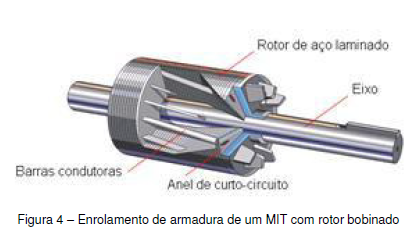 Rotor de aço laminado
Eixo
Barras condutoras
Anel de curto-circuito
Figura 4 – Enrolamento de armadura de um MIT com rotor bobinado